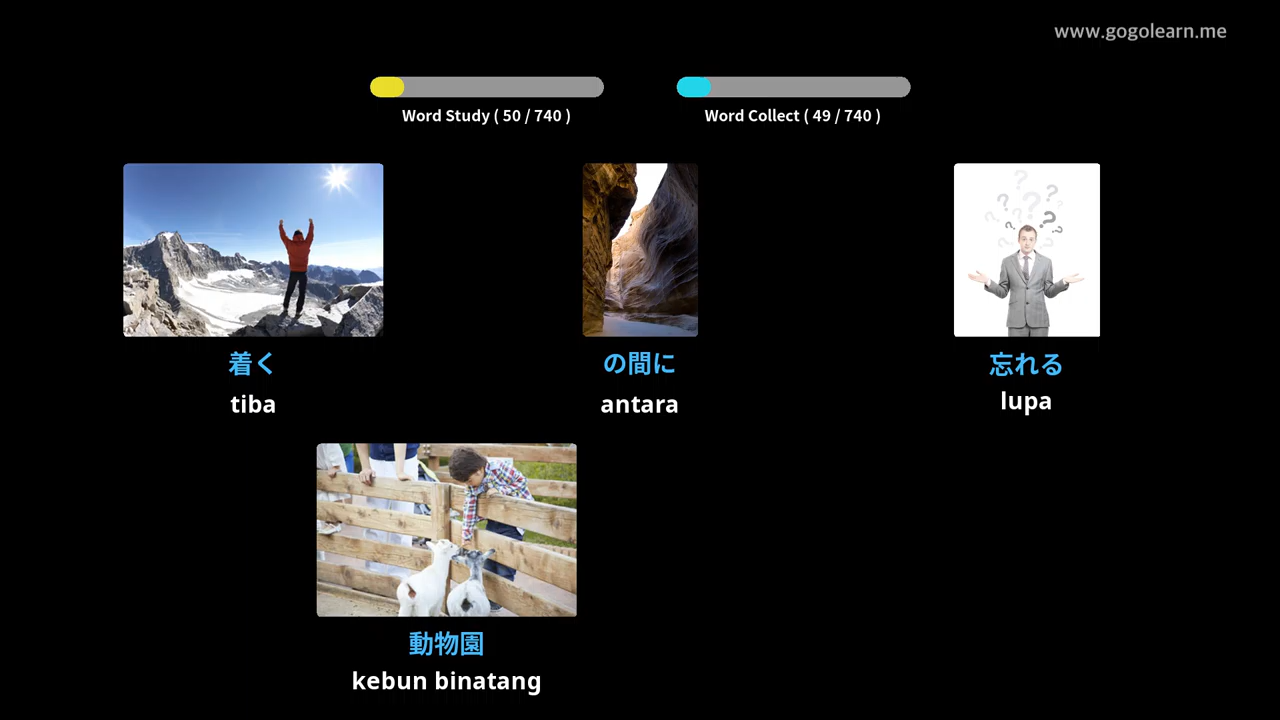 www.gogolearn.me
Word Study ( 50 / 740 )
Word Collect ( 49 / 740 )
着く
tiba
の間に
antara
忘れる
lupa
動物園
kebun binatang